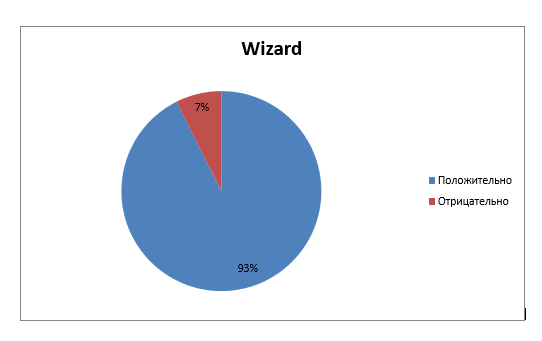 Wizard
7%
Положительно
Отрицательно
93%